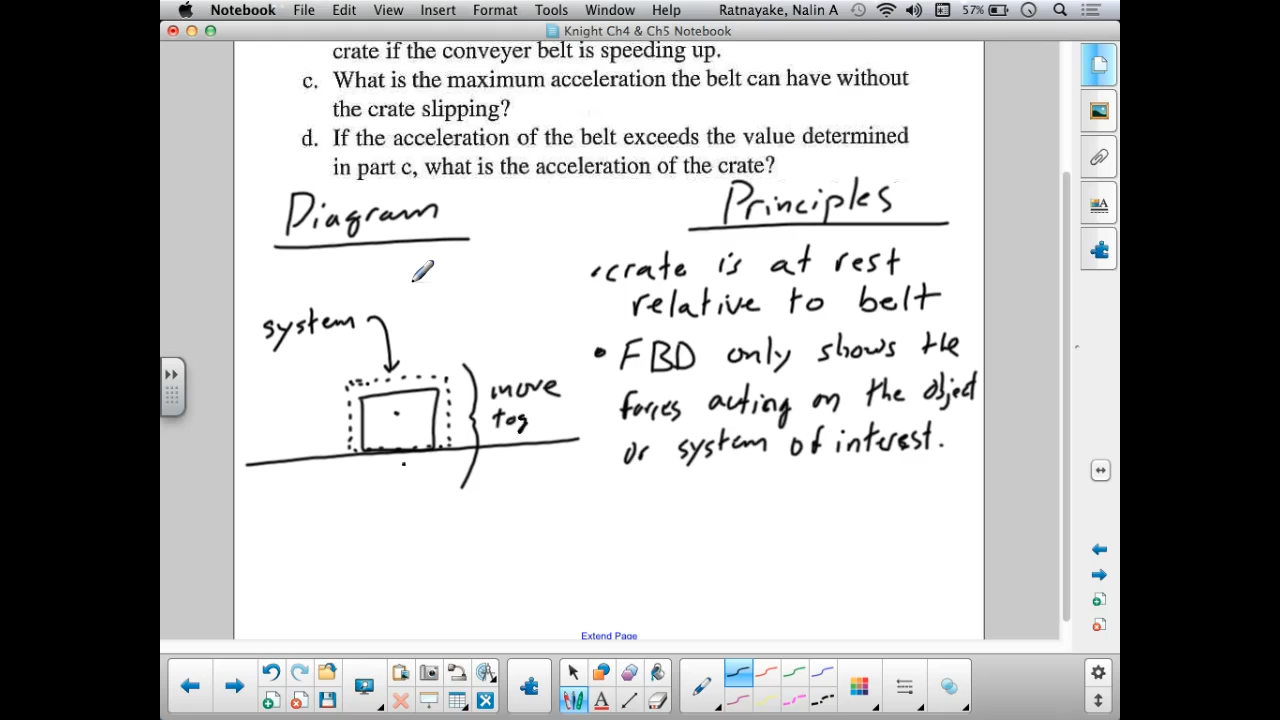 Notebook File Edit View Insert Format Tools Window Help Ratnayake, Nalin A 57%
Knight Ch4 & Ch5 Notebook
crate if the conveyer belt is speeding up.
c. What is the maximum acceleration the belt can have without
the crate slipping?
d. If the acceleration of the belt exceeds the value determined
in part c, what is the acceleration of the crate?
Diagram
Principles
• crate is at rest
relative to belt
system
• FBD only shows the
forces acting on the object
or system of interest.
move
tog
Extend Page